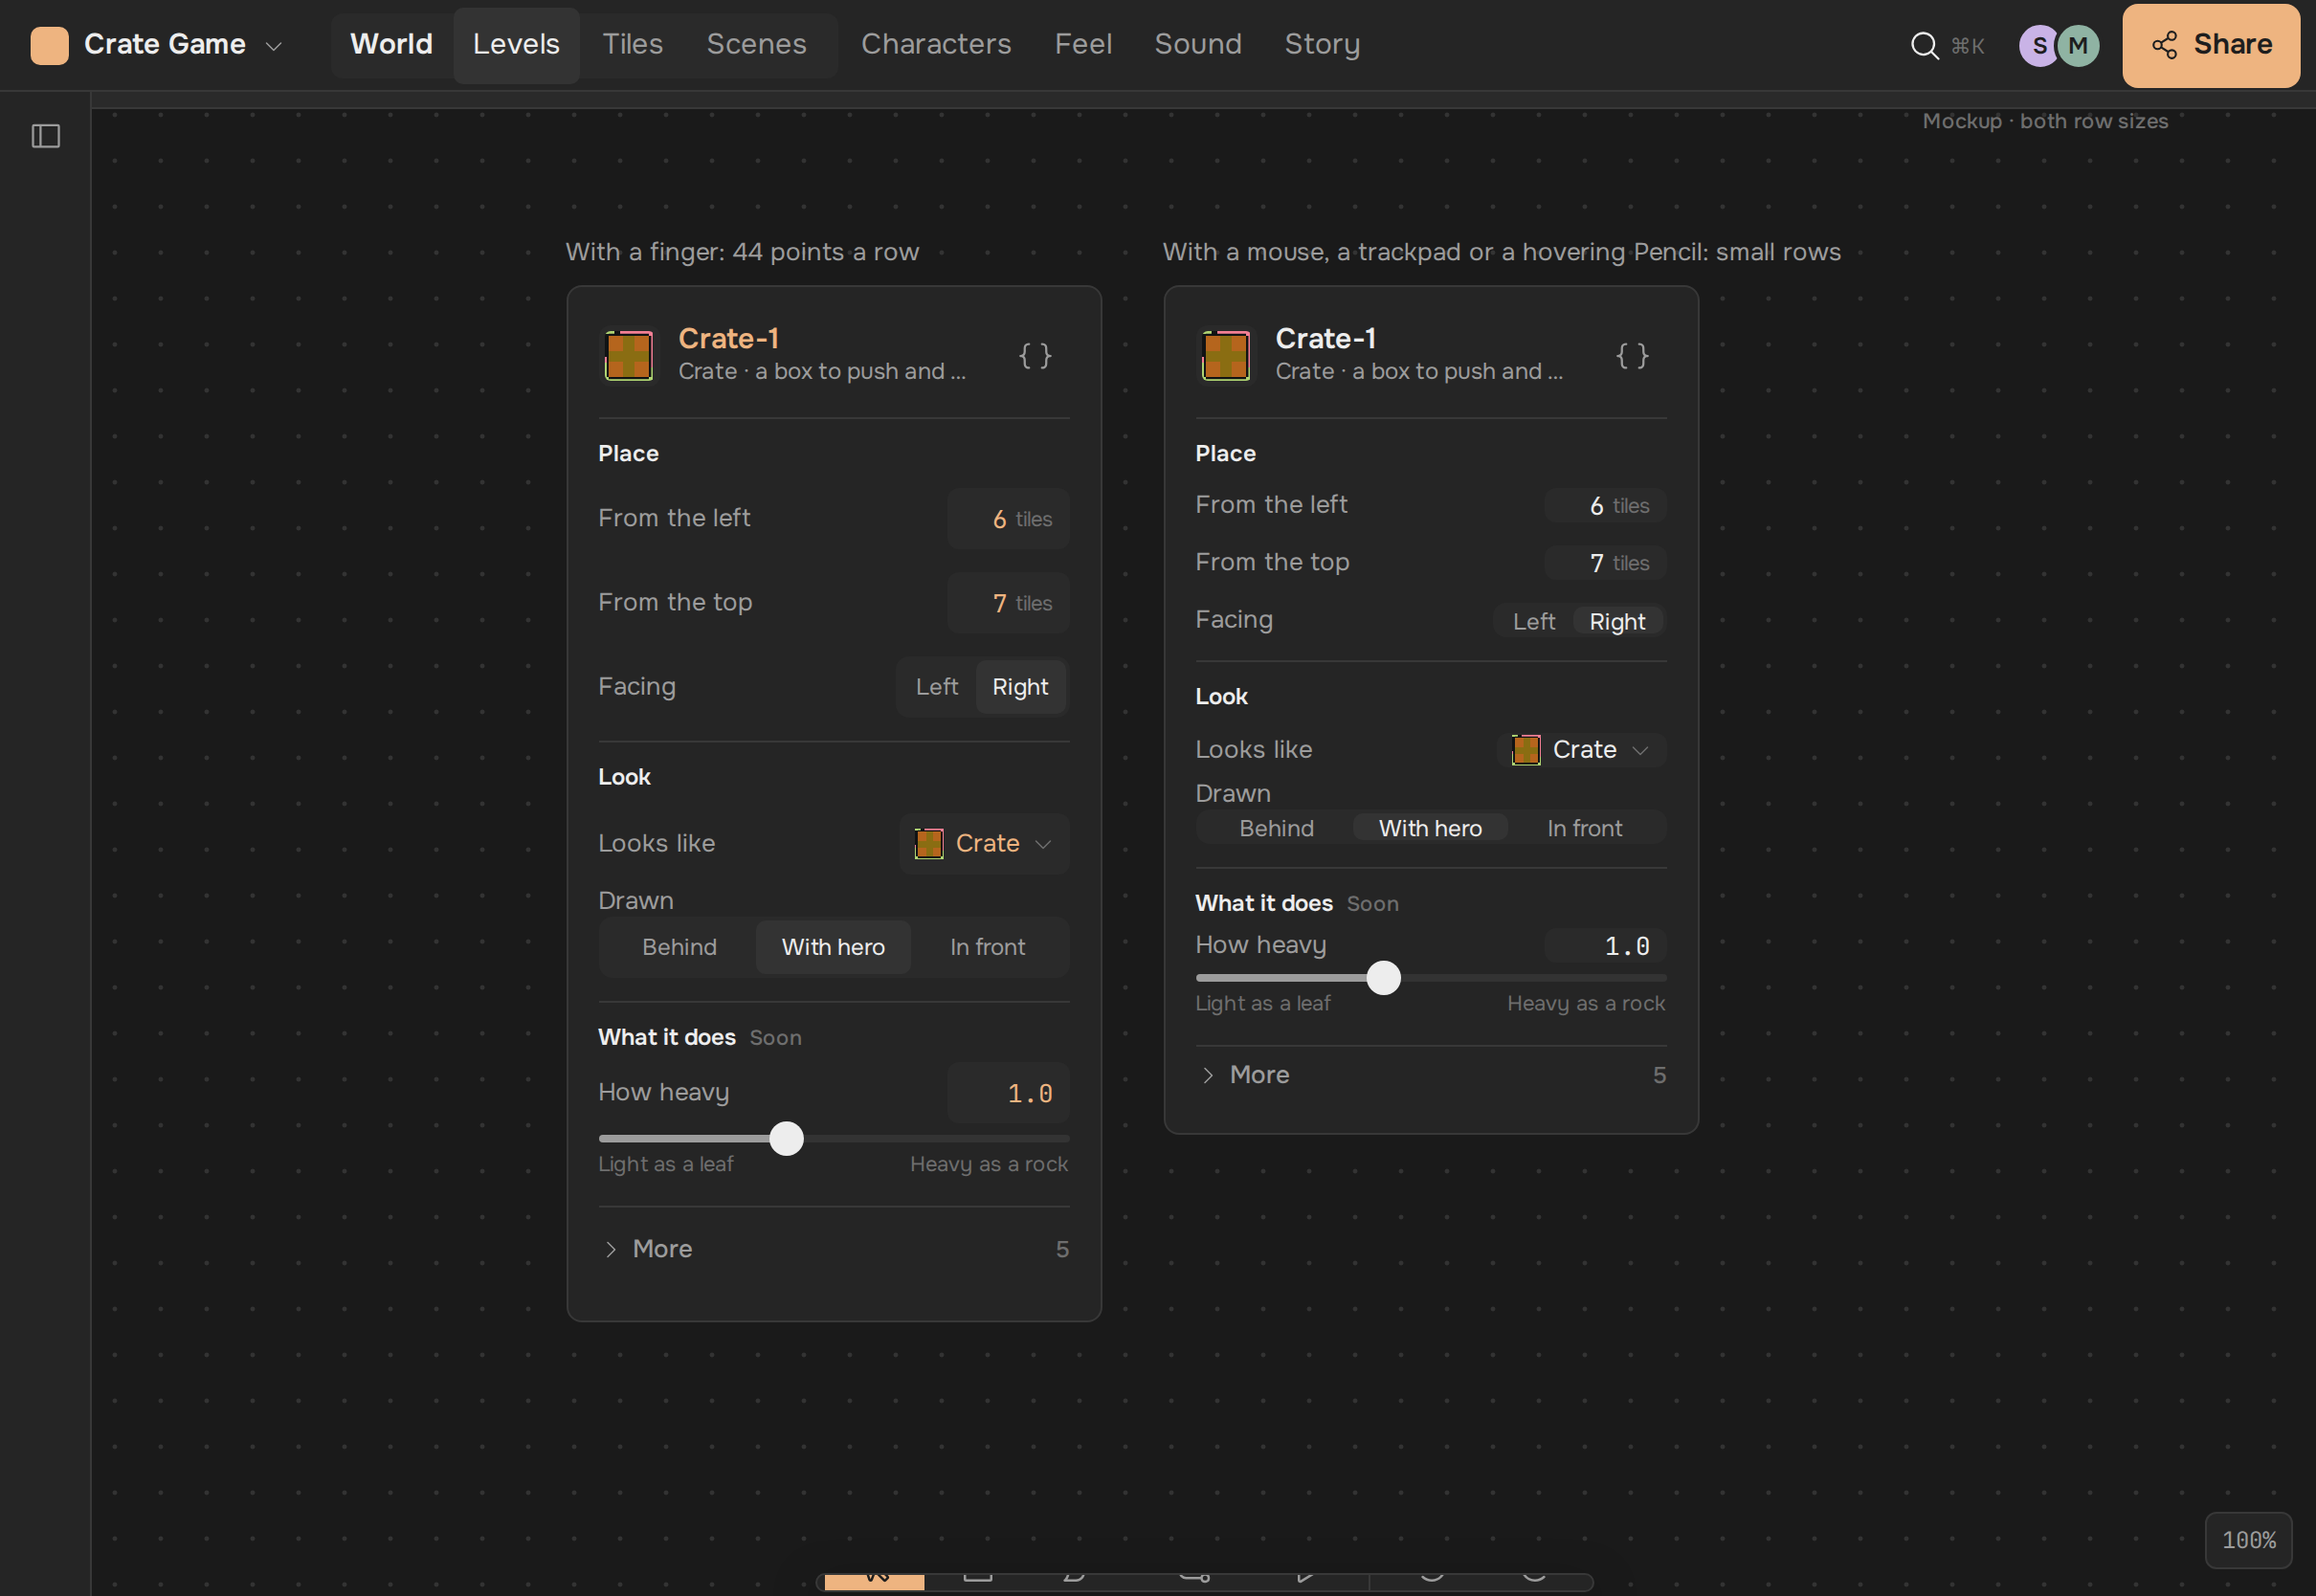 Crate Game World Levels Tiles Scenes Characters Feel Sound Story ⌘K S M Share
Mockup · both row sizes
With a finger: 44 points a row
Crate-1
Crate · a box to push and ...
{ }
Place
From the left 6 tiles
From the top 7 tiles
Facing Left Right
Look
Looks like Crate
Drawn
Behind With hero In front
What it does Soon
How heavy 1.0
Light as a leaf Heavy as a rock
More 5
With a mouse, a trackpad or a hovering Pencil: small rows
Crate-1
Crate · a box to push and ...
{ }
Place
From the left 6 tiles
From the top 7 tiles
Facing Left Right
Look
Looks like Crate
Drawn
Behind With hero In front
What it does Soon
How heavy 1.0
Light as a leaf Heavy as a rock
More 5
100%